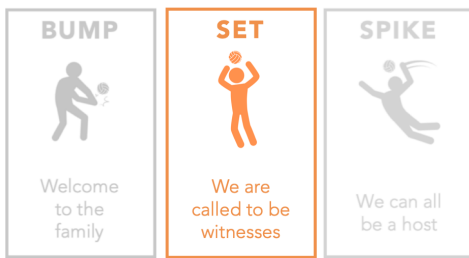 BUMP
Welcome
to the
family
SET
We are
called to be
witnesses
SPIKE
We can all
be a host